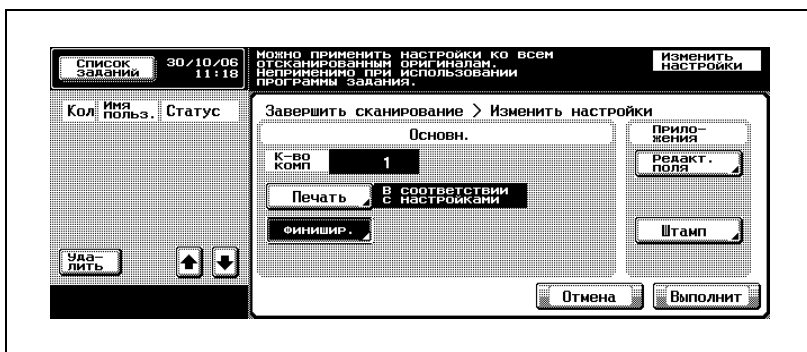 Список
заданий
30/10/06
11:18
Можно применить настройки ко всем
отсканированным оригиналам.
Неприменимо при использовании
программы задания.
Изменить
настройки
Кол Имя польз. Статус
Уда-
лить
Завершить сканирование > Изменить настройки
Основн.
К-во
комп
1
Печать
В соответствии
с настройками
Финишир.
Прило-
жения
Редакт.
поля
Штамп
Отмена
Выполнит